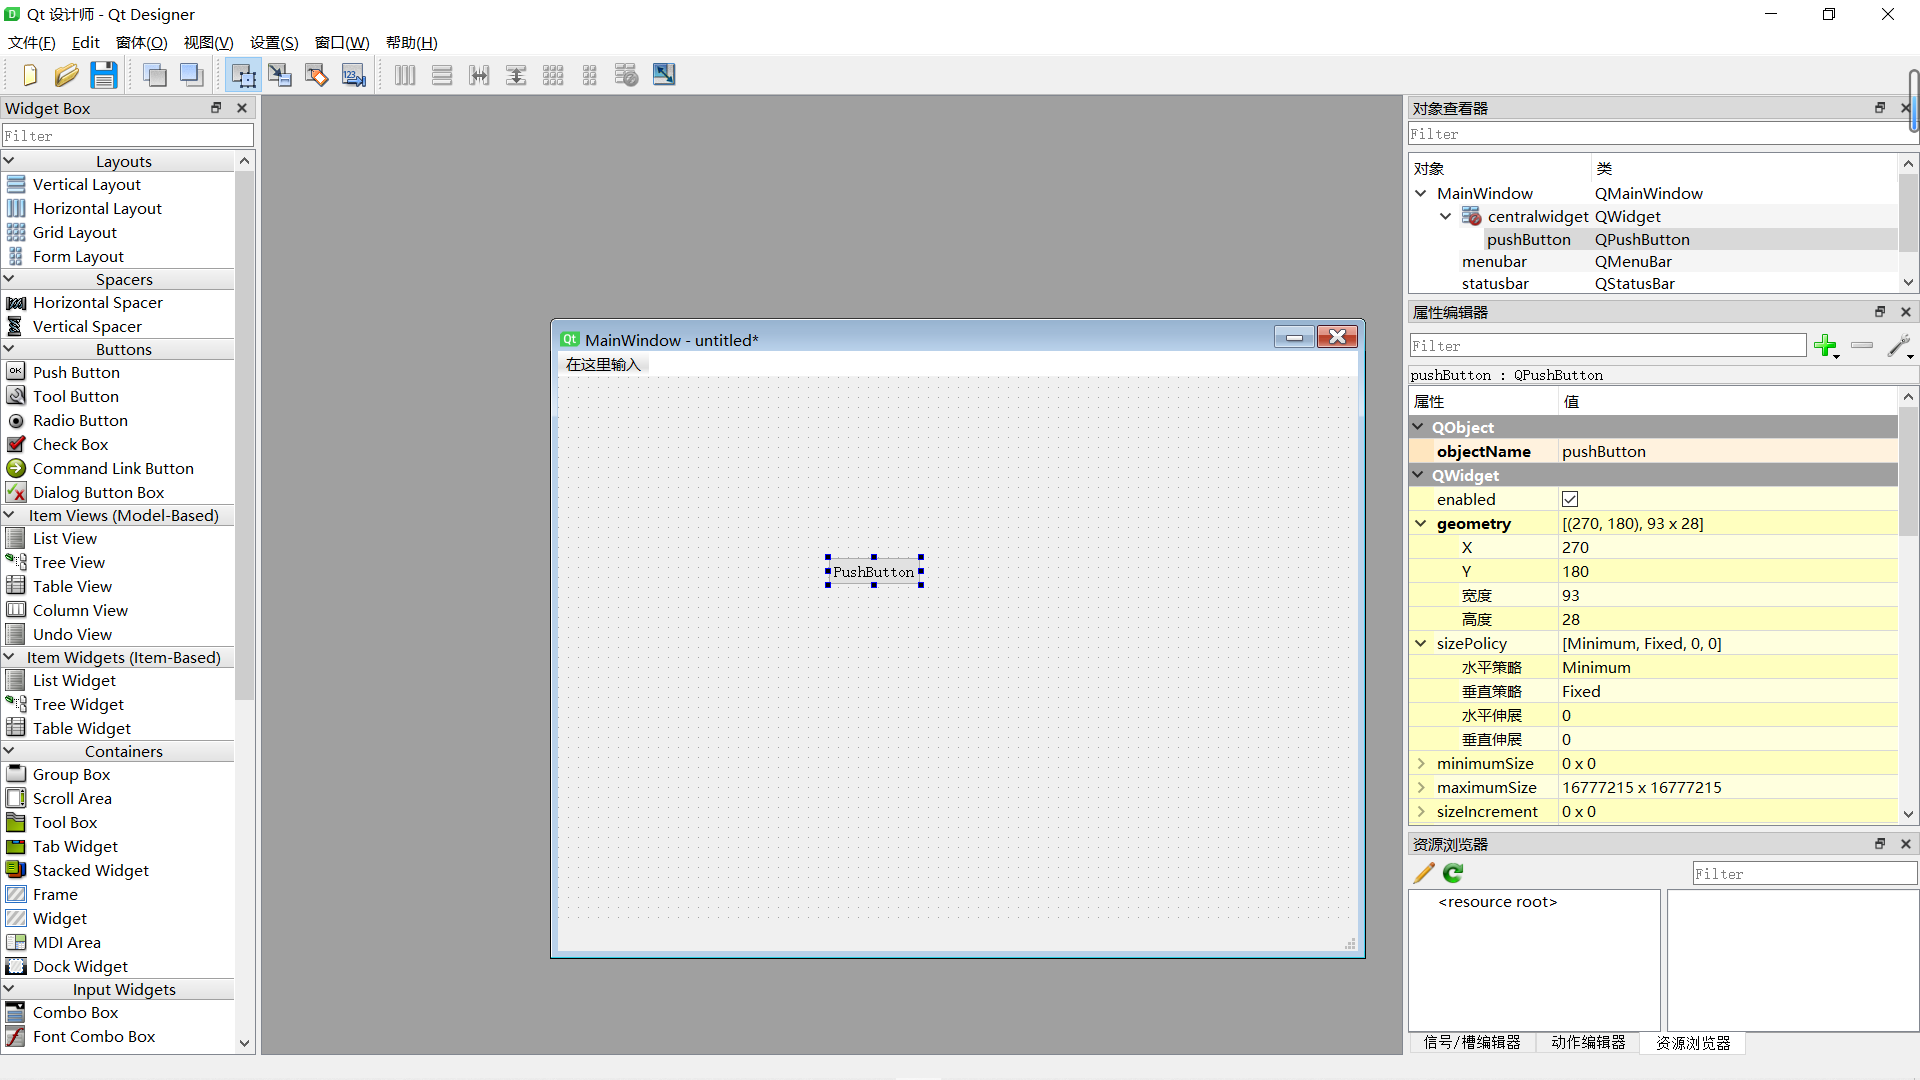 Qt 设计师 - Qt Designer
文件(F) Edit 窗体(O) 视图(V) 设置(S) 窗口(W) 帮助(H)
Widget Box
Filter
Layouts
Vertical Layout
Horizontal Layout
Grid Layout
Form Layout
Spacers
Horizontal Spacer
Vertical Spacer
Buttons
Push Button
Tool Button
Radio Button
Check Box
Command Link Button
Dialog Button Box
Item Views (Model-Based)
List View
Tree View
Table View
Column View
Undo View
Item Widgets (Item-Based)
List Widget
Tree Widget
Table Widget
Containers
Group Box
Scroll Area
Tool Box
Tab Widget
Stacked Widget
Frame
Widget
MDI Area
Dock Widget
Input Widgets
Combo Box
Font Combo Box
MainWindow - untitled*
在这里输入
PushButton
对象查看器
Filter
对象 类
MainWindow QMainWindow
centralwidget QWidget
pushButton QPushButton
menubar QMenuBar
statusbar QStatusBar
属性编辑器
Filter
pushButton : QPushButton
属性 值
QObject
objectName pushButton
QWidget
enabled
geometry [(270, 180), 93 x 28]
X 270
Y 180
宽度 93
高度 28
sizePolicy [Minimum, Fixed, 0, 0]
水平策略 Minimum
垂直策略 Fixed
水平伸展 0
垂直伸展 0
minimumSize 0 x 0
maximumSize 16777215 x 16777215
sizeIncrement 0 x 0
资源浏览器
Filter
<resource root>
信号/槽编辑器 动作编辑器 资源浏览器